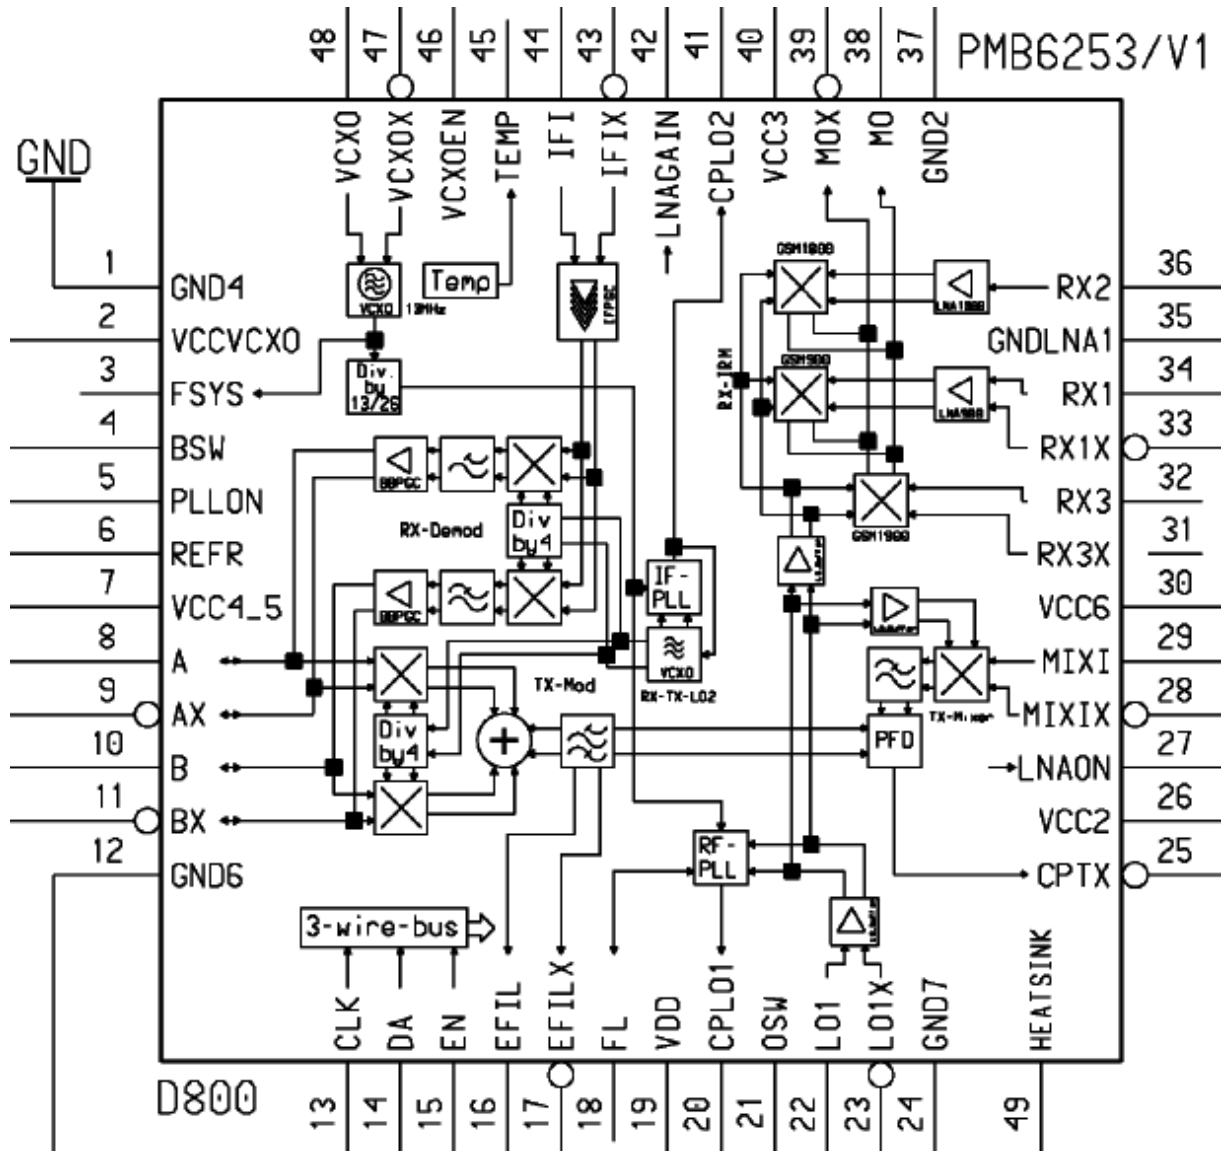 48 47 46 45 44 43 42 41 40 39 38 37
PMB6253/V1
GND
VCXO VCXOX VCXOEN TEMP IFI IFIX LNAGAIN CPLO2 VCC3 MOX MO GND2
1 GND4
2 VCCVCXO
3 FSYS
4 BSW
5 PLLON
6 REFR
7 VCC4_5
8 A
9 AX
10 B
11 BX
12 GND6
VCXO 13MHz
Temp
IFPGC
Div.
by
13/26
BBPGC
RX-Demod
Div
by4
BBPGC
IF-
PLL
VCXO
RX-TX-LO2
TX-Mod
Div
by4
GSM1800
LNA1800
RX-IRM
GSM900
LNA900
GSM1900
TX-Mixer
PFD
RF-
PLL
3-wire-bus
36 RX2
35 GNDLNA1
34 RX1
33 RX1X
32 RX3
31 RX3X
30 VCC6
29 MIXI
28 MIXIX
27 LNAON
26 VCC2
25 CPTX
CLK DA EN EFIL EFILX FL VDD CPLO1 OSW LO1 LO1X GND7 HEATSINK
D800
13 14 15 16 17 18 19 20 21 22 23 24 49